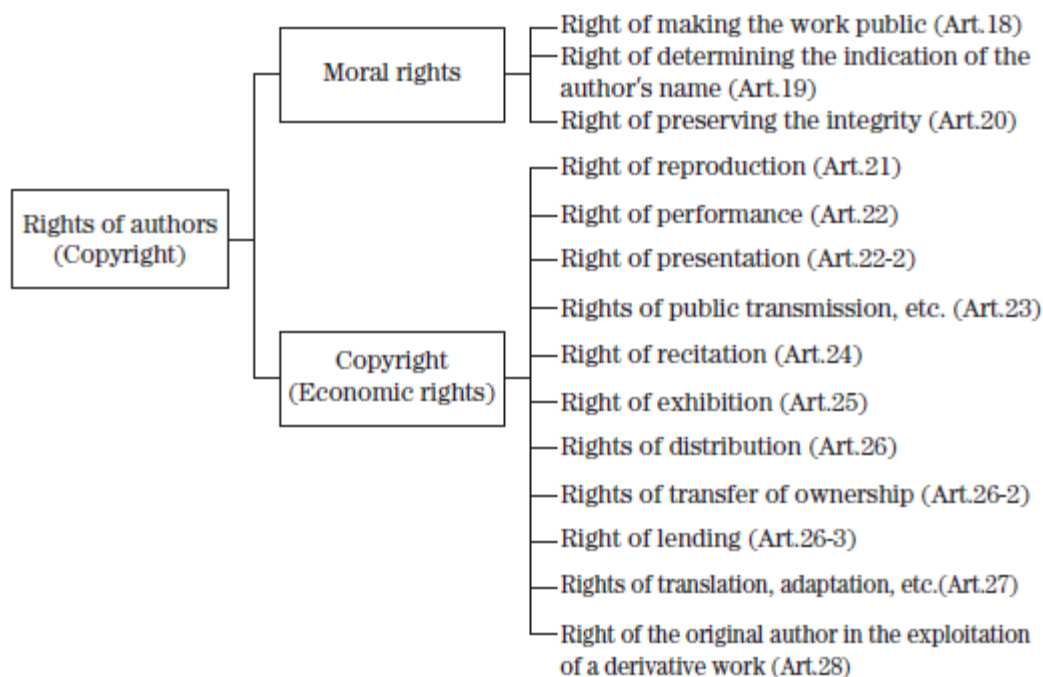 Rights of authors
(Copyright)
Moral rights
Right of making the work public (Art.18)
Right of determining the indication of the
author's name (Art.19)
Right of preserving the integrity (Art.20)
Copyright
(Economic rights)
Right of reproduction (Art.21)
Right of performance (Art.22)
Right of presentation (Art.22-2)
Rights of public transmission, etc. (Art.23)
Right of recitation (Art.24)
Right of exhibition (Art.25)
Rights of distribution (Art.26)
Rights of transfer of ownership (Art.26-2)
Right of lending (Art.26-3)
Rights of translation, adaptation, etc.(Art.27)
Right of the original author in the exploitation
of a derivative work (Art.28)